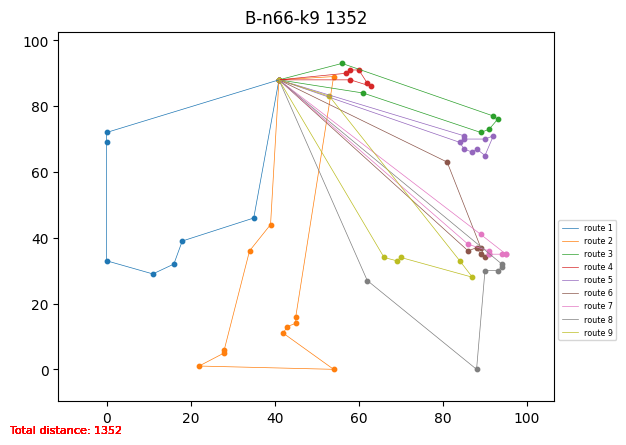 B-n66-k9 1352
100
80
60
40
20
0
0 20 40 60 80 100
route 1
route 2
route 3
route 4
route 5
route 6
route 7
route 8
route 9
Total distance: 1352